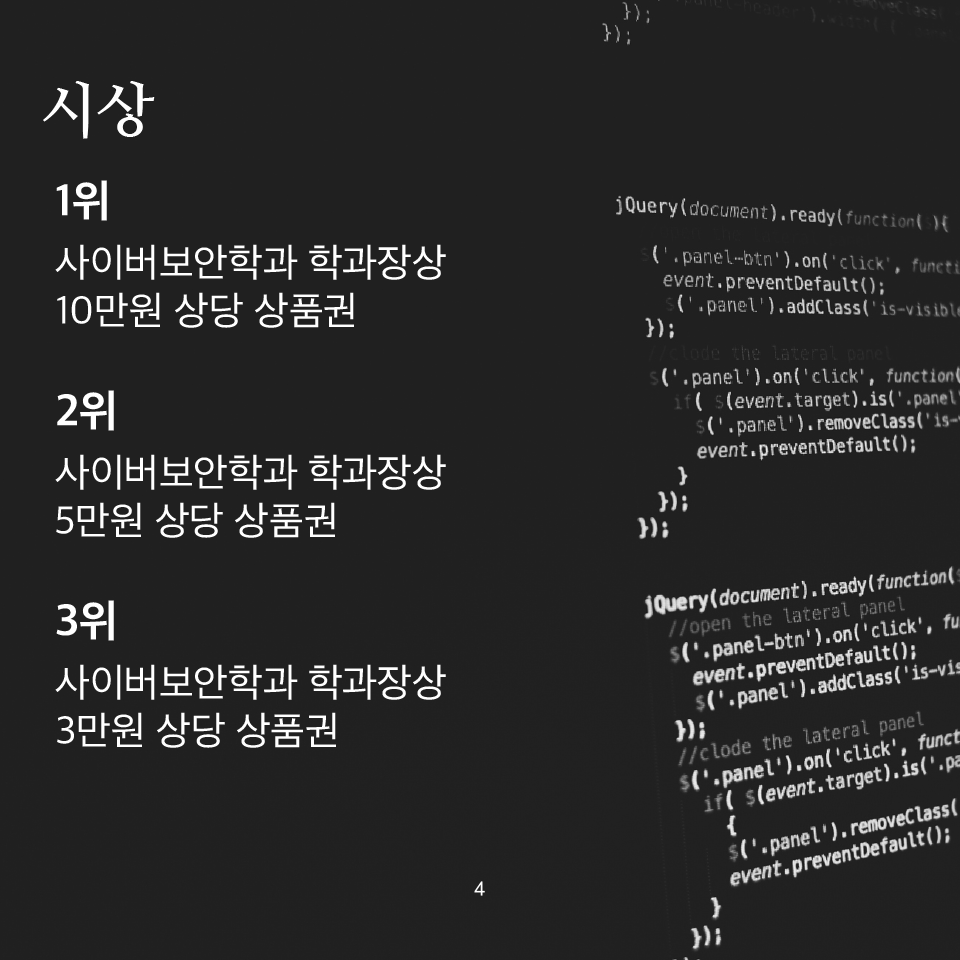 });
});
시상
1위
사이버보안학과 학과장상
10만원 상당 상품권
2위
사이버보안학과 학과장상
5만원 상당 상품권
3위
사이버보안학과 학과장상
3만원 상당 상품권
4
jQuery(document).ready(function( ){
$('.panel-btn').on('click', functi
event.preventDefault();
$('.panel').addClass('is-visible
});
//clode the lateral panel
$('.panel').on('click', function(
if( $(event.target).is('.panel'
$('.panel').removeClass('is-
event.preventDefault();
}
});
});
jQuery(document).ready(function(
//open the lateral panel
$('.panel-btn').on('click', fu
event.preventDefault();
$('.panel').addClass('is-vis
});
//clode the lateral panel
$('.panel').on('click', funct
if( $(event.target).is('.pa
{
$('.panel').removeClass(
event.preventDefault();
}
});